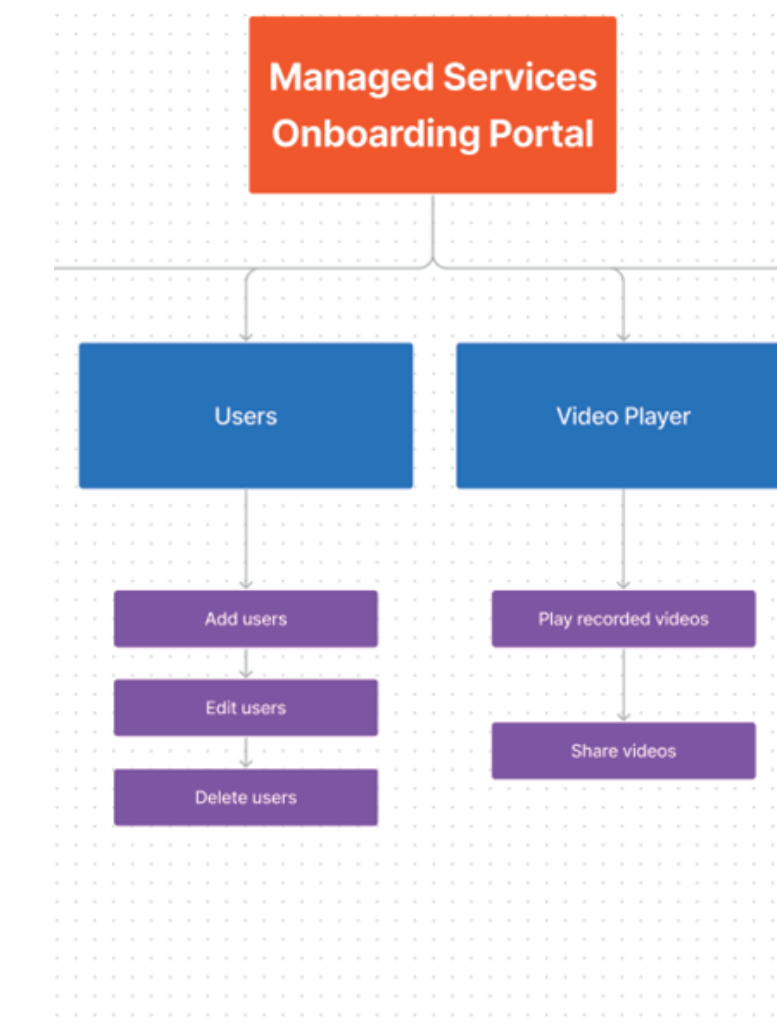 Managed Services
Onboarding Portal
Users
Video Player
Add users
Edit users
Delete users
Play recorded videos
Share videos